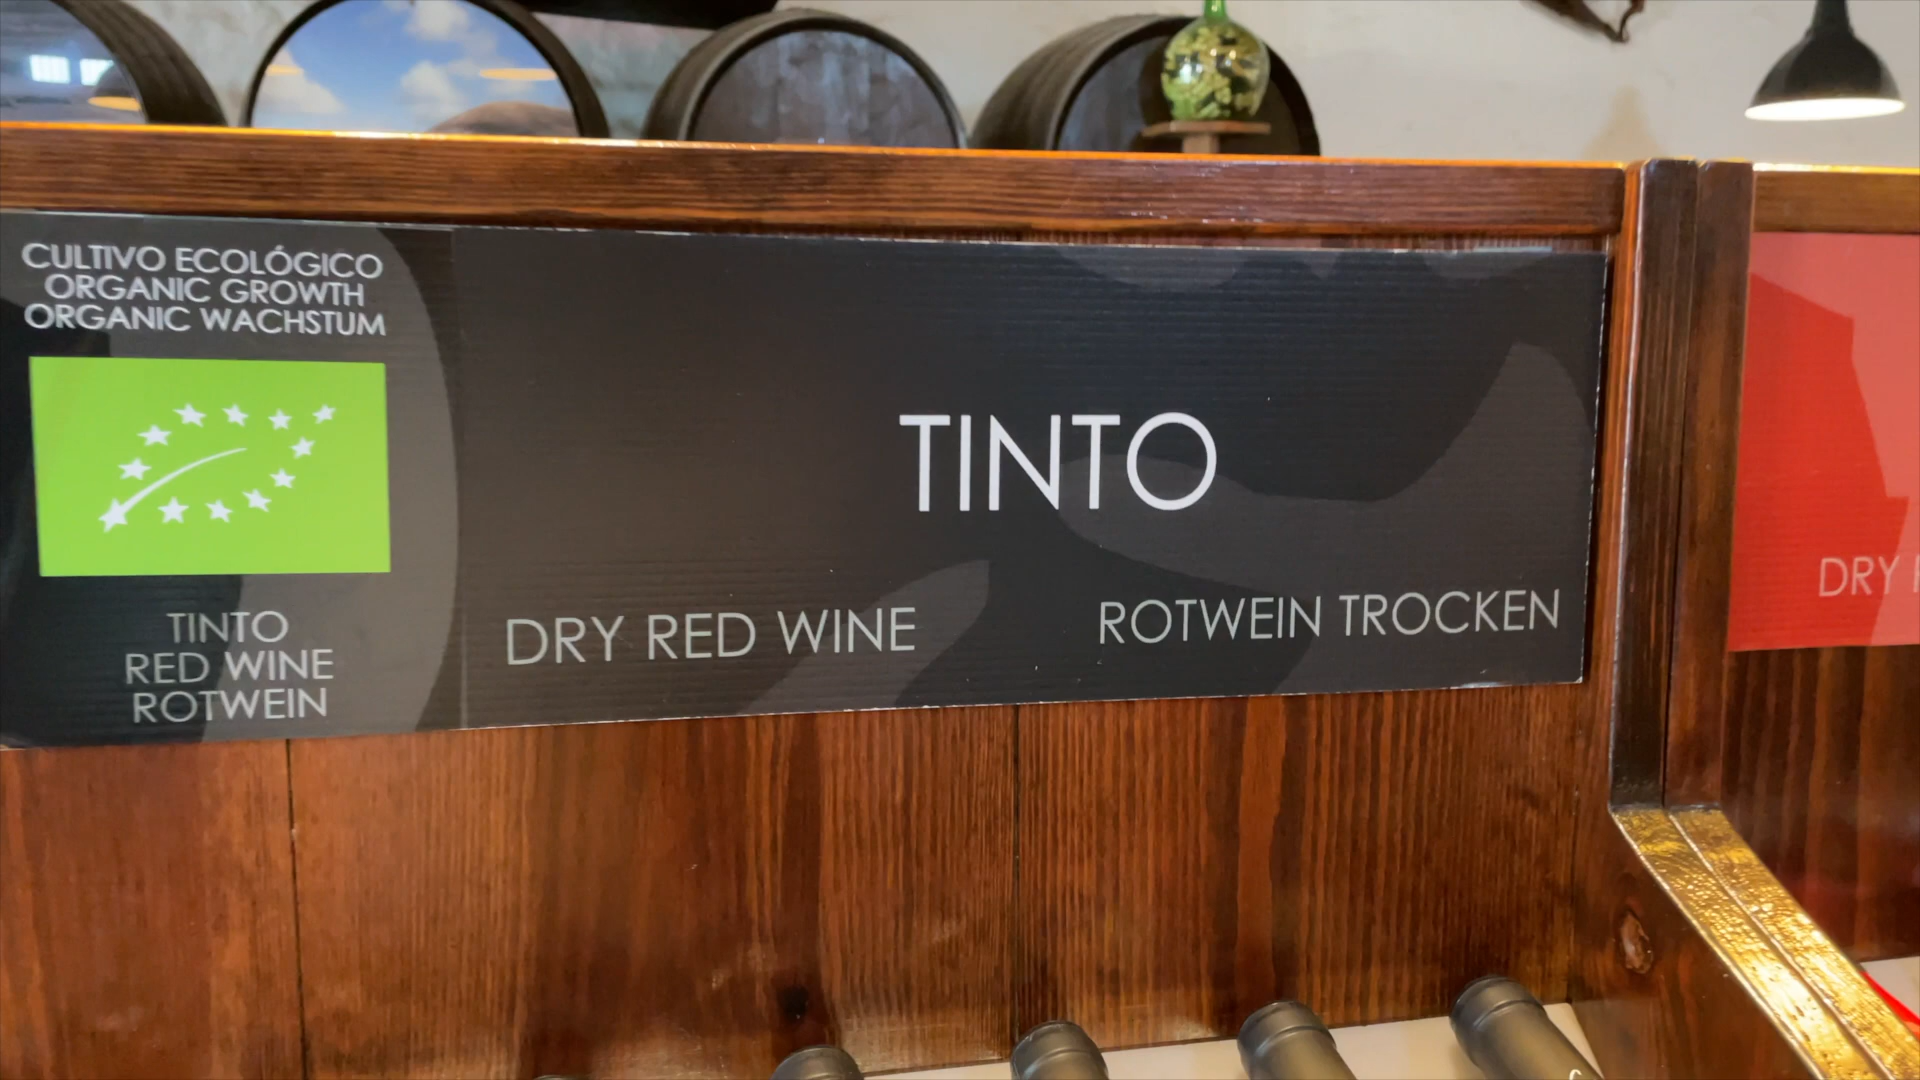 CULTIVO ECOLÓGICO
ORGANIC GROWTH
ORGANIC WACHSTUM
TINTO
RED WINE
ROTWEIN
TINTO
DRY RED WINE
ROTWEIN TROCKEN
DRY